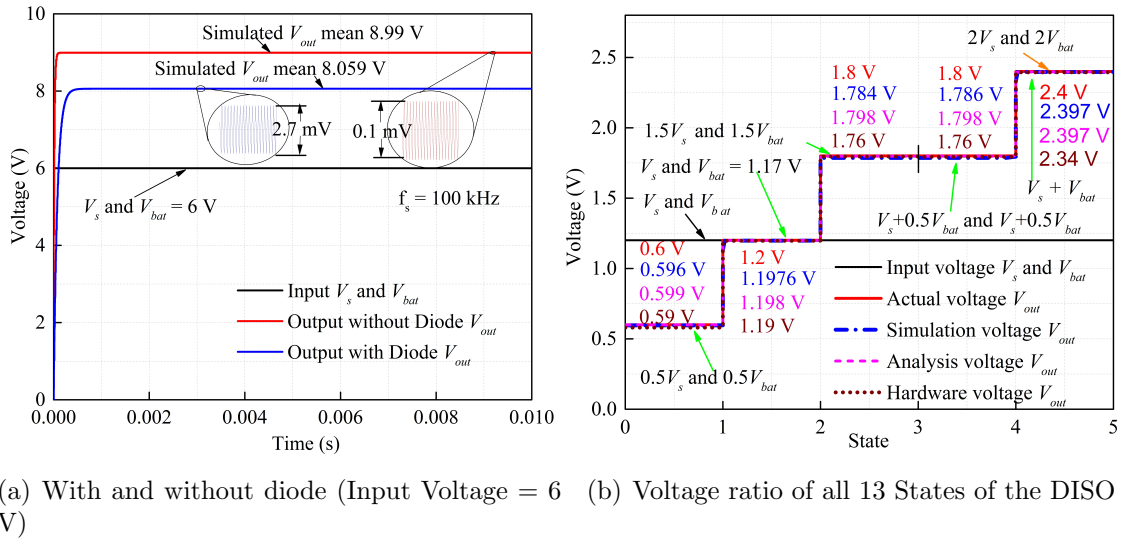 10
8
6
4
2
0
Voltage (V)
Simulated Vout mean 8.99 V
Simulated Vout mean 8.059 V
2.7 mV
0.1 mV
Vs and Vbat = 6 V
fs = 100 kHz
Input Vs and Vbat
Output without Diode Vout
Output with Diode Vout
0.000 0.002 0.004 0.006 0.008 0.010
Time (s)
2.5
2.0
1.5
1.0
0.5
0.0
Voltage (V)
2Vs and 2Vbat
1.8 V 1.8 V
1.784 V 1.786 V
1.798 V 1.798 V
1.76 V 1.76 V
2.4 V
2.397 V
2.397 V
2.34 V
1.5Vs and 1.5Vbat
Vs and Vbat = 1.17 V
Vs and Vbat
Vs + Vbat
Vs+0.5Vbat and Vs+0.5Vbat
0.6 V 1.2 V
0.596 V 1.1976 V
0.599 V 1.198 V
0.59 V 1.19 V
0.5Vs and 0.5Vbat
Input voltage Vs and Vbat
Actual voltage Vout
Simulation voltage Vout
Analysis voltage Vout
Hardware voltage Vout
0 1 2 3 4 5
State
(a) With and without diode (Input Voltage = 6
V)
(b) Voltage ratio of all 13 States of the DISO